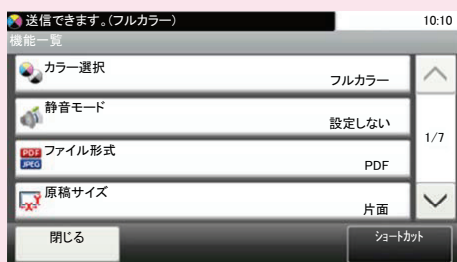 送信できます。(フルカラー)
10:10
機能一覧
カラー選択
フルカラー
静音モード
設定しない
1/7
PDF
JPEG
ファイル形式
PDF
原稿サイズ
片面
閉じる
ショートカット